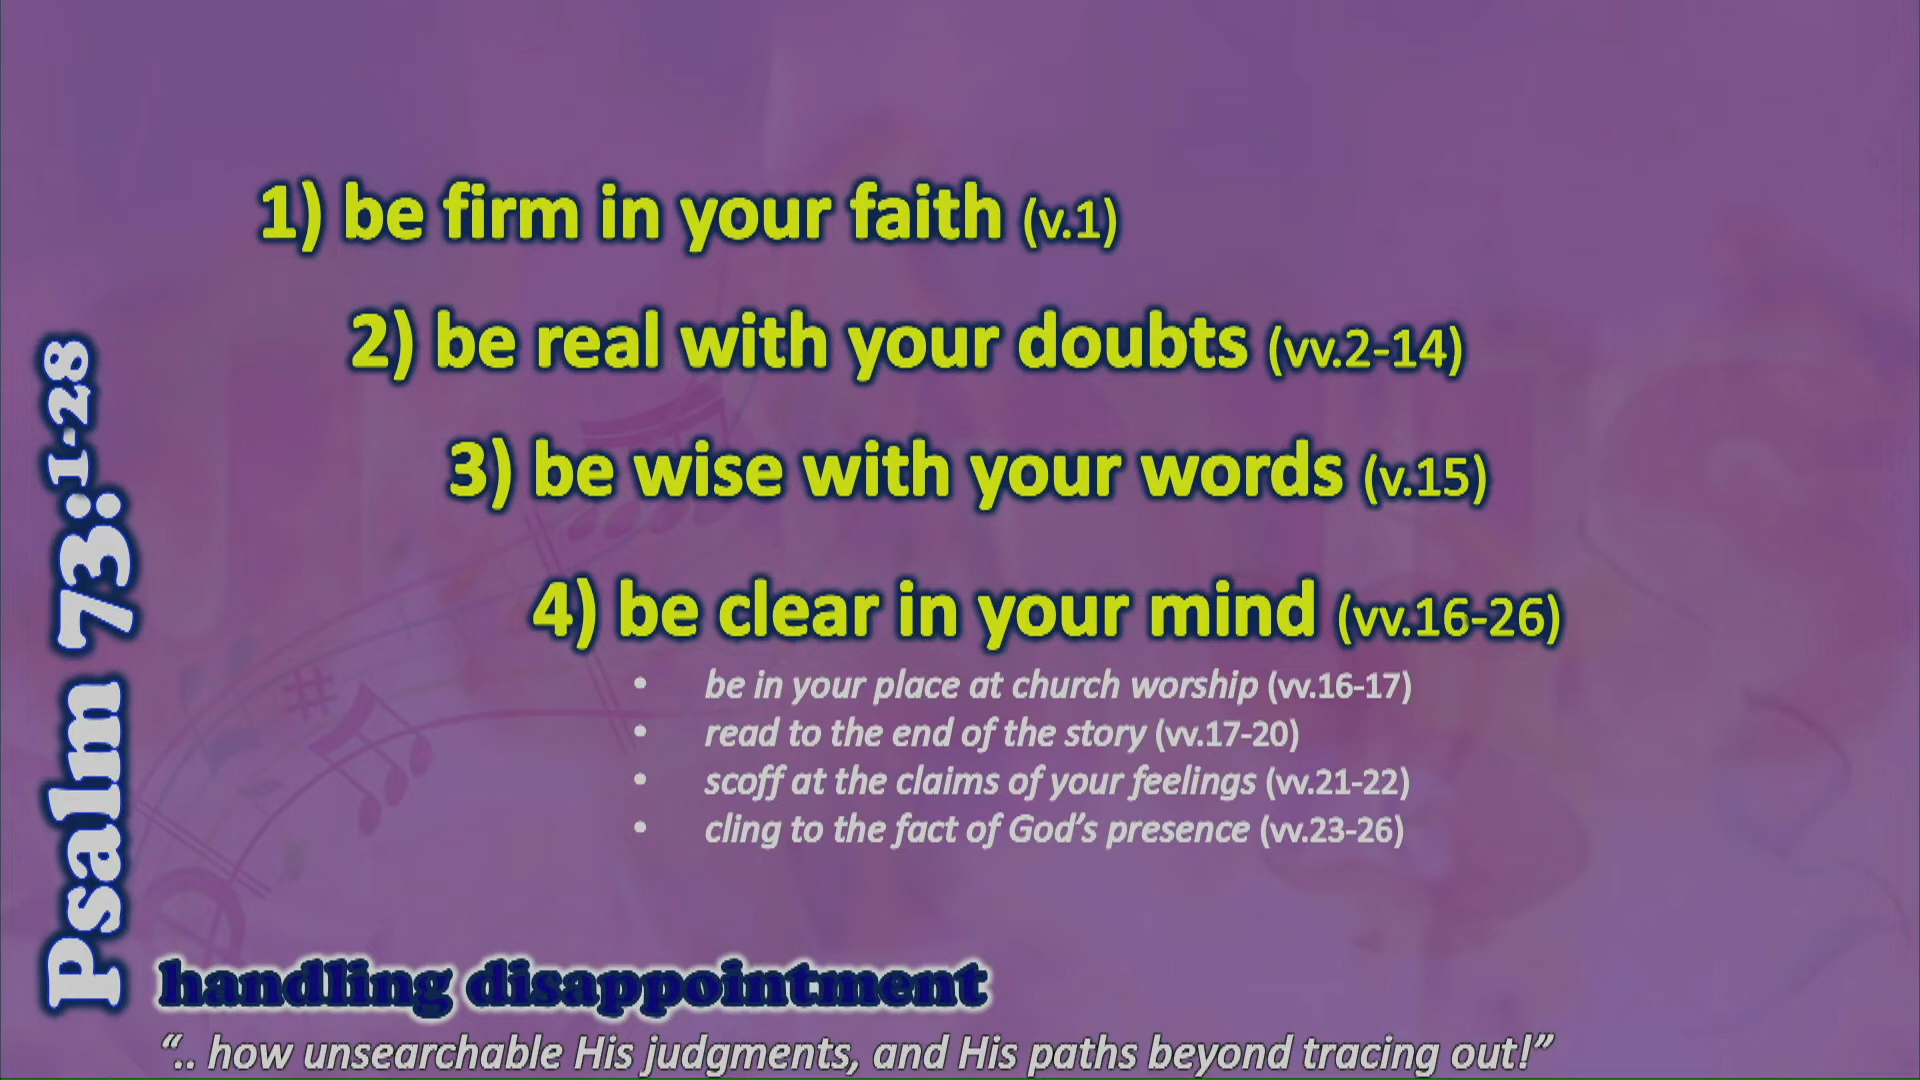 1) be firm in your faith (v.1)
2) be real with your doubts (vv.2-14)
3) be wise with your words (v.15)
4) be clear in your mind (vv.16-26)
• be in your place at church worship (vv.16-17)
• read to the end of the story (vv.17-20)
• scoff at the claims of your feelings (vv.21-22)
• cling to the fact of God’s presence (vv.23-26)
Psalm 73:1-28
handling disappointment
“.. how unsearchable His judgments, and His paths beyond tracing out!”